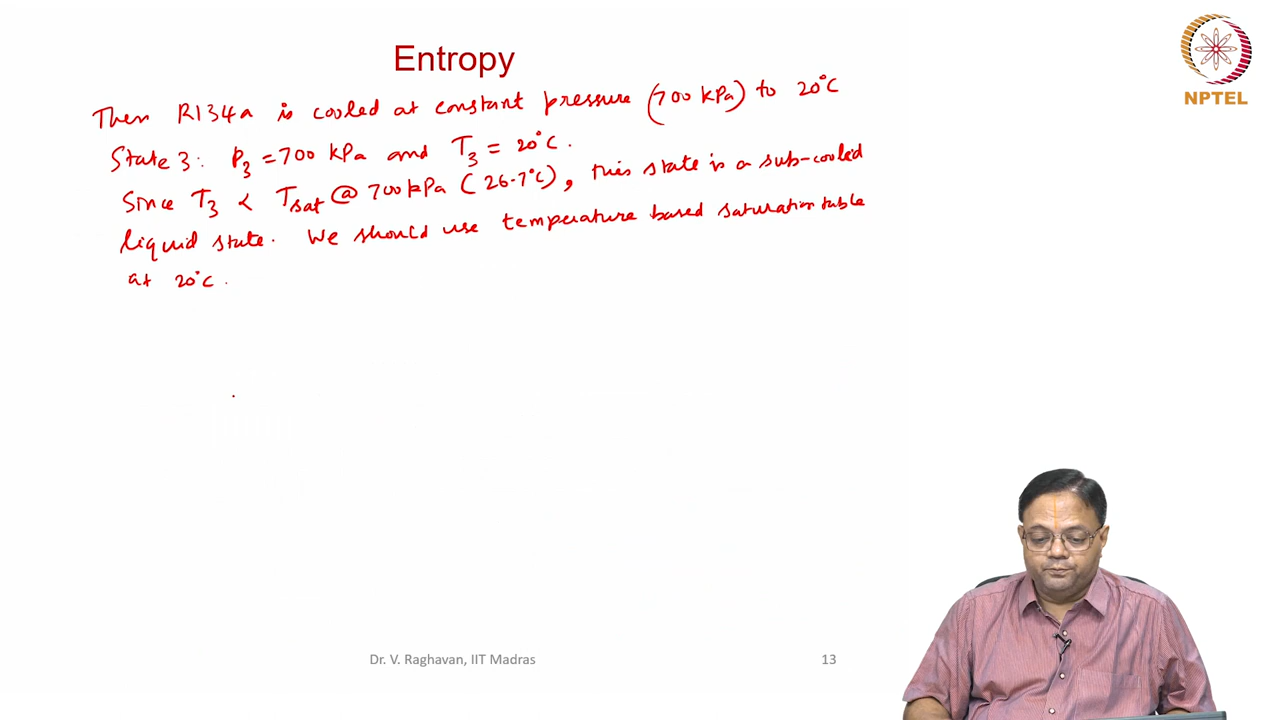 Entropy
NPTEL
Then R134a is cooled at constant pressure (700 kPa) to 20°C
State 3: P3 = 700 kPa and T3 = 20°C.
Since T3 < Tsat @ 700 kPa (26.7°C), this state is a sub-cooled
liquid state. We should use temperature based saturation table
at 20°C.
Dr. V. Raghavan, IIT Madras
13